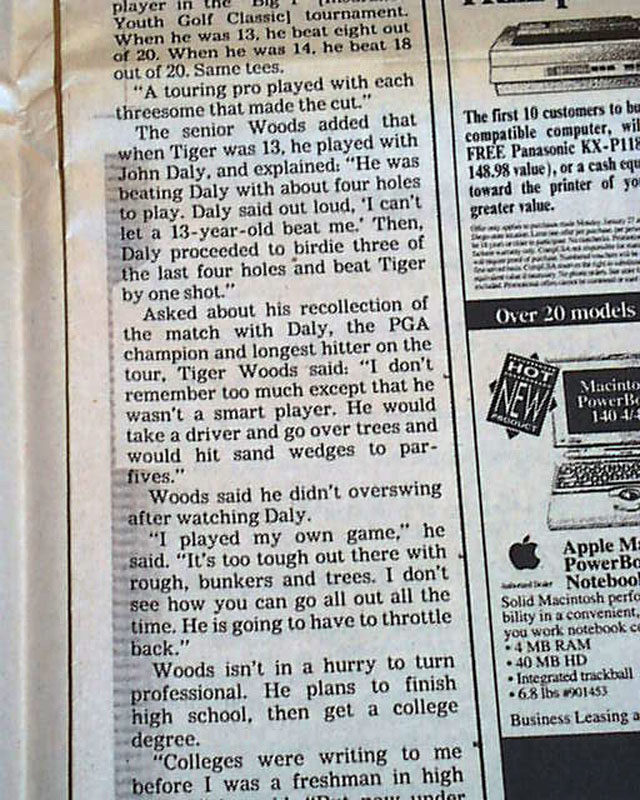 player in the "Big I" [Insurance
Youth Golf Classic] tournament.
When he was 13, he beat eight out
of 20. When he was 14, he beat 18
out of 20. Same tees.
"A touring pro played with each
threesome that made the cut."
The senior Woods added that
when Tiger was 13, he played with
John Daly, and explained: "He was
beating Daly with about four holes
to play. Daly said out loud, 'I can't
let a 13-year-old beat me.' Then,
Daly proceeded to birdie three of
the last four holes and beat Tiger
by one shot."
Asked about his recollection of
the match with Daly, the PGA
champion and longest hitter on the
tour, Tiger Woods said: "I don't
remember too much except that he
wasn't a smart player. He would
take a driver and go over trees and
would hit sand wedges to par-
fives."
Woods said he didn't overswing
after watching Daly.
"I played my own game," he
said. "It's too tough out there with
rough, bunkers and trees. I don't
see how you can go all out all the
time. He is going to have to throttle
back."
Woods isn't in a hurry to turn
professional. He plans to finish
high school, then get a college
degree.
"Colleges were writing to me
before I was a freshman in high
The first 10 customers to bu
compatible computer, wil
FREE Panasonic KX-P118
148.98 value), or a cash equ
toward the printer of yo
greater value.
Over 20 models
HOT
NEW
PRODUCT
Macinto
PowerBo
140 4/4
Apple Ma
PowerBo
Noteboo
Authorized Dealer
Solid Macintosh perfo
bility in a convenient,
you work notebook co
• 4 MB RAM
• 40 MB HD
• Integrated trackball
• 6.8 lbs #901453
Business Leasing a